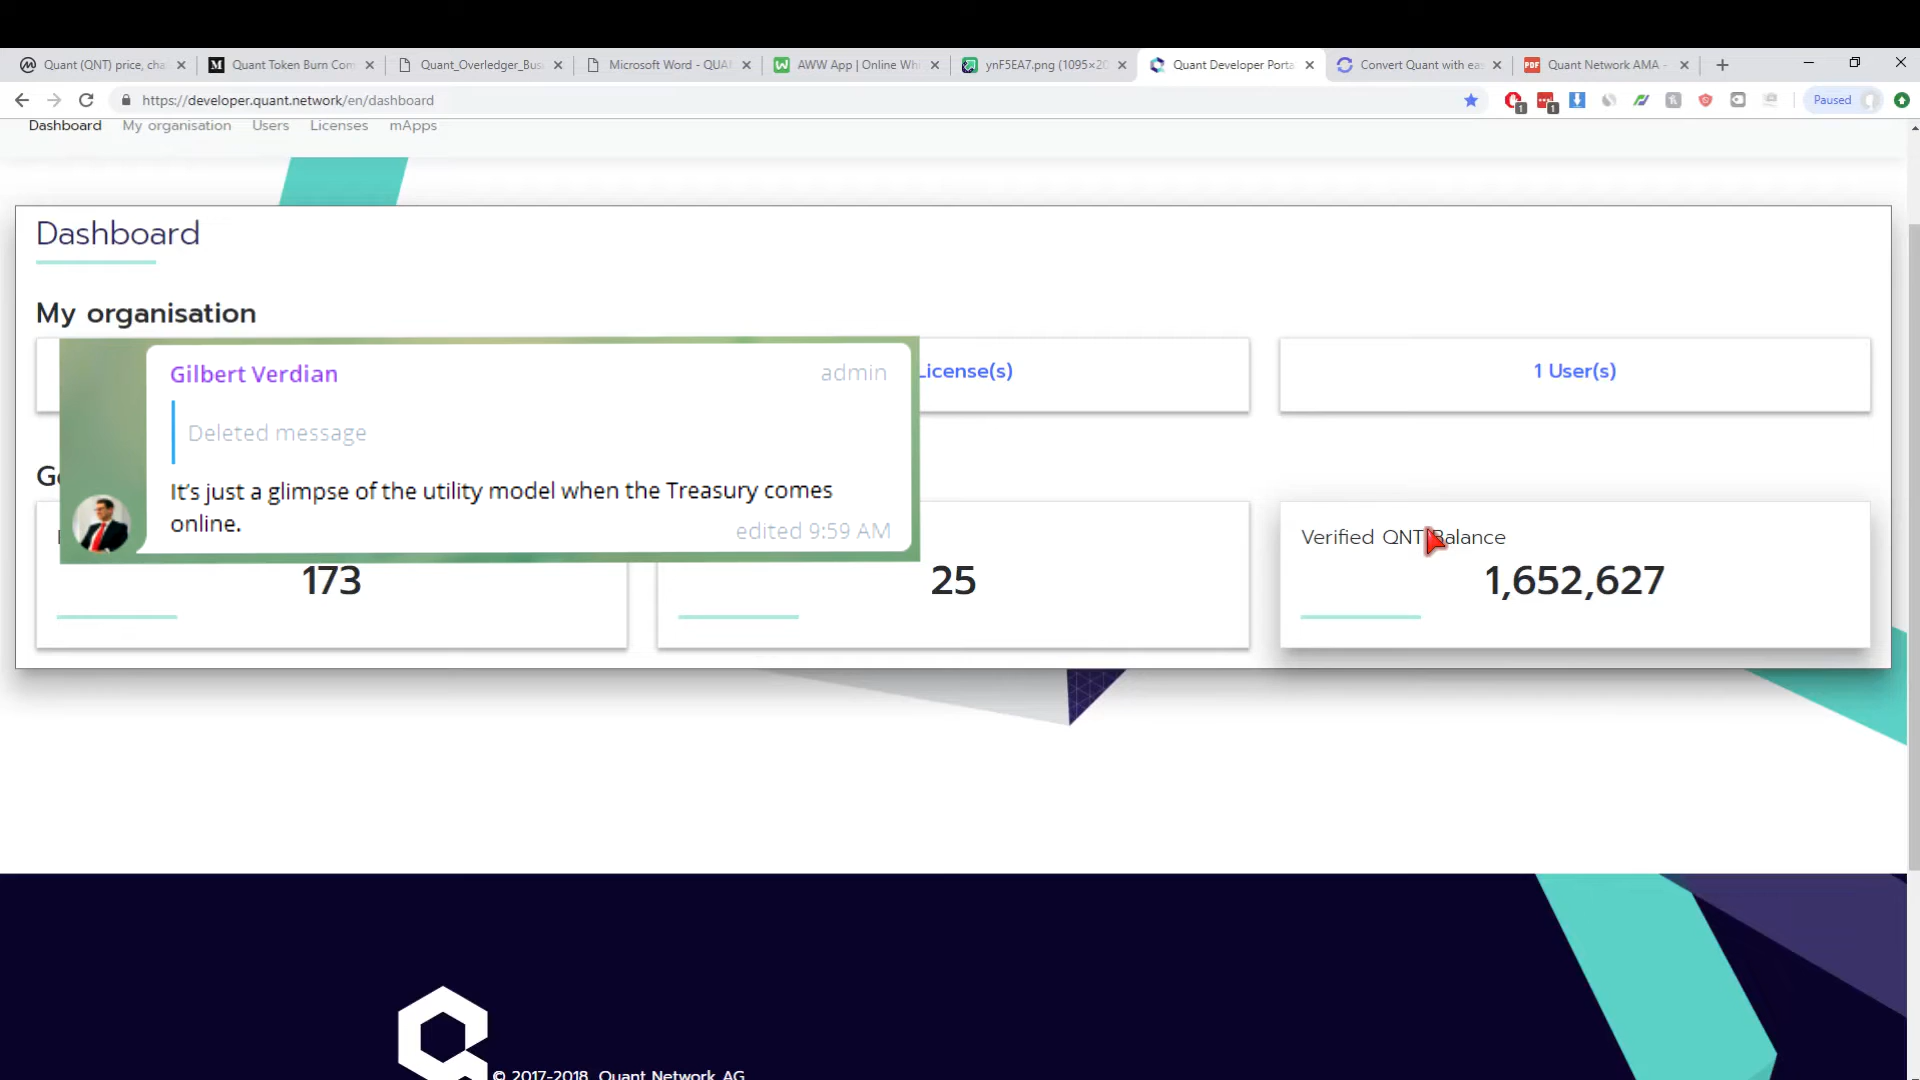 Quant (QNT) price, cha
Quant Token Burn Com
Quant_Overledger_Bus
Microsoft Word - QUA
AWW App | Online Whi
ynF5EA7.png (1095×20
Quant Developer Porta
Convert Quant with eas
Quant Network AMA -
https://developer.quant.network/en/dashboard
Paused
Dashboard
My organisation
Users
Licenses
mApps
Dashboard
My organisation
License(s)
1 User(s)
Gilbert Verdian
admin
Deleted message
It's just a glimpse of the utility model when the Treasury comes
online.
edited 9:59 AM
173
25
Verified QNT Balance
1,652,627
© 2017-2018, Quant Network AG